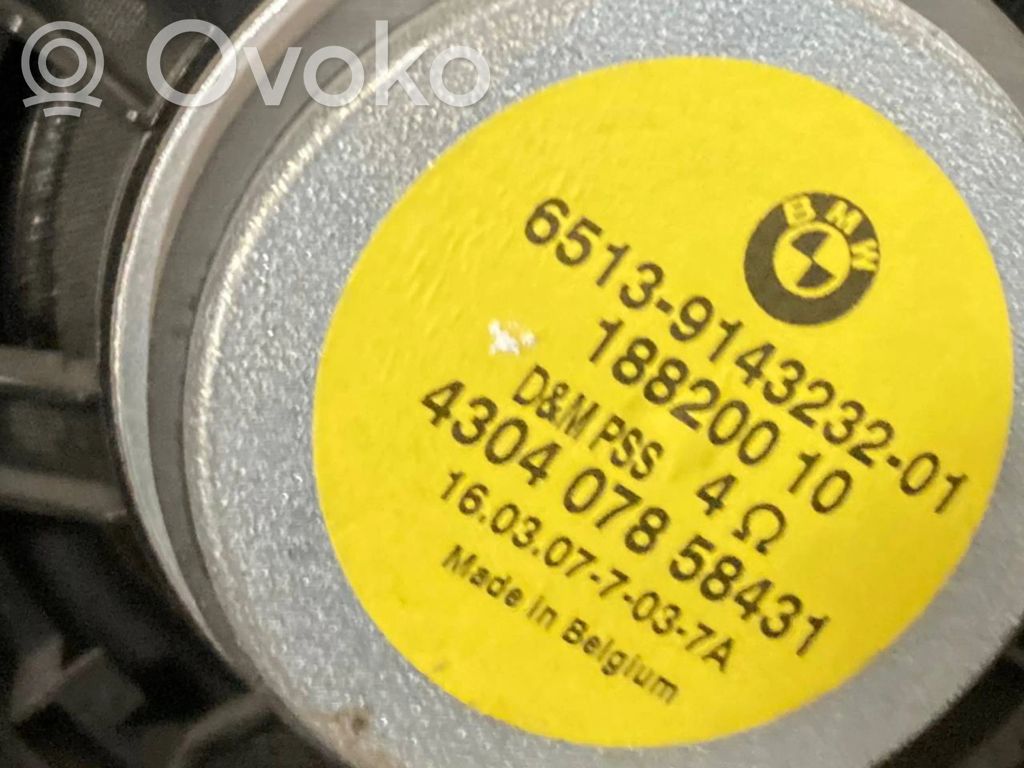 Ovoko
BMW
6513-9143232-01
188200 10
D&M PSS 4 Ω
4304 078 58431
16.03.07-7-03-7A
Made in Belgium